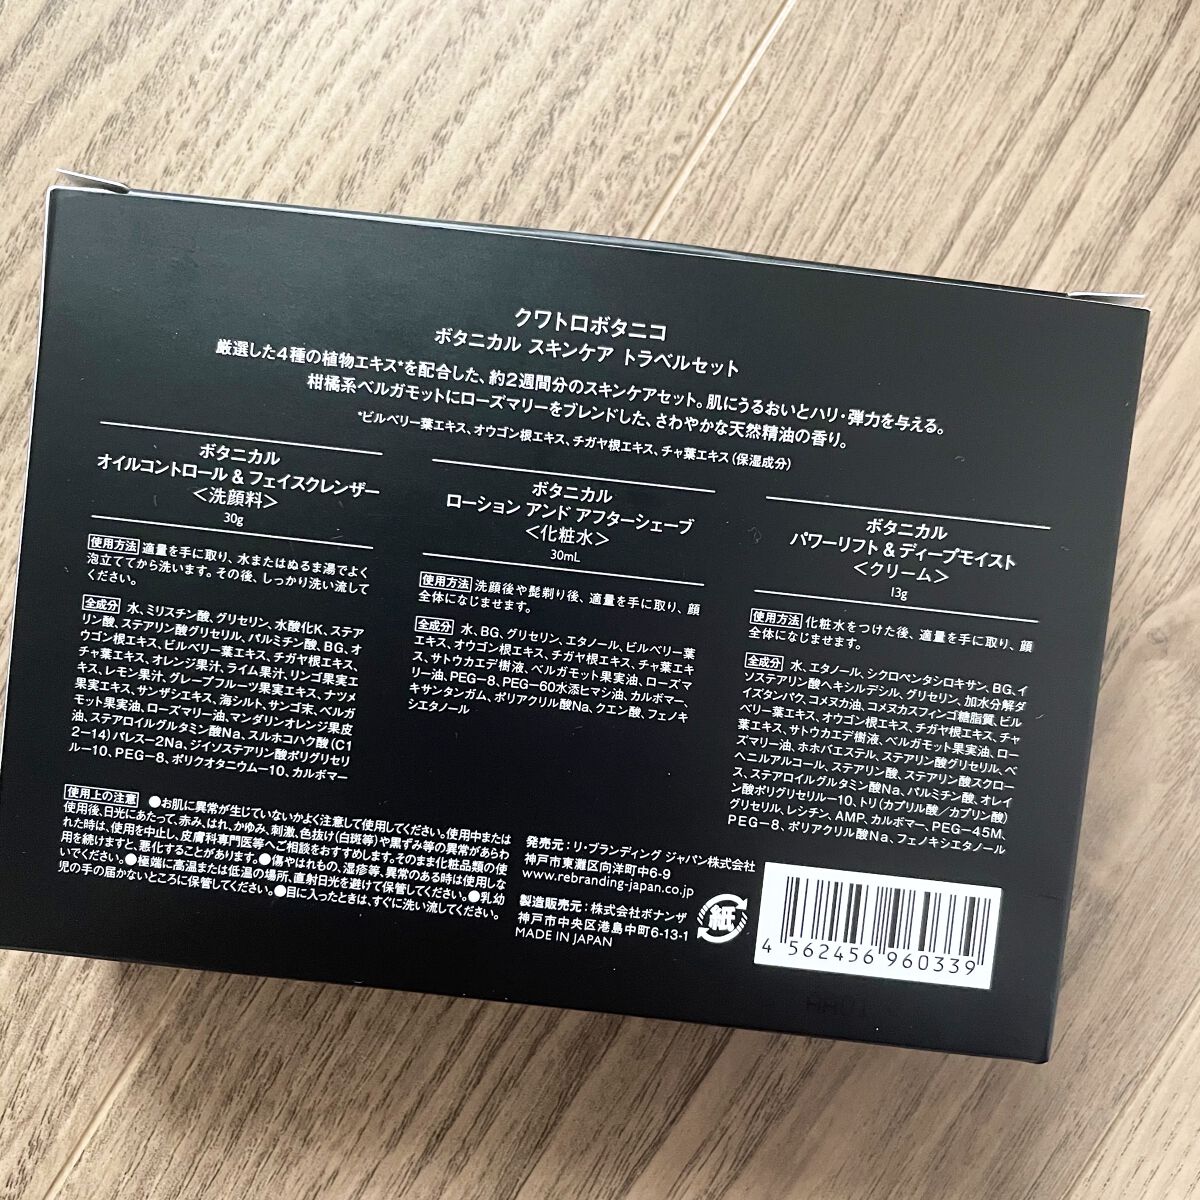 クワトロボタニコ
ボタニカル スキンケア トラベルセット
厳選した4種の植物エキス*を配合した、約2週間分のスキンケアセット。肌にうるおいとハリ・弾力を与える。
柑橘系ベルガモットにローズマリーをブレンドした、さわやかな天然精油の香り。
*ビルベリー葉エキス、オウゴン根エキス、チガヤ根エキス、チャ葉エキス(保湿成分)
ボタニカル
オイルコントロール & フェイスクレンザー
<洗顔料>
30g
使用方法 適量を手に取り、水またはぬるま湯でよく
泡立ててから洗います。その後、しっかり洗い流して
ください。
全成分 水、ミリスチン酸、グリセリン、水酸化K、ステア
リン酸、ステアリン酸グリセリル、パルミチン酸、BG、オ
ウゴン根エキス、ビルベリー葉エキス、チガヤ根エキス、
チャ葉エキス、オレンジ果汁、ライム果汁、リンゴ果実エ
キス、レモン果汁、グレープフルーツ果実エキス、ナツメ
果実エキス、サンザシエキス、海シルト、サンゴ末、ベルガ
モット果実油、ローズマリー油、マンダリンオレンジ果皮
油、ステアロイルグルタミン酸Na、スルホコハク酸(C1
2-14)パレス-2Na、ジイソステアリン酸ポリグリセリ
ル-10、PEG-8、ポリクオタニウム-10、カルボマー
ボタニカル
ローション アンド アフターシェーブ
<化粧水>
30mL
使用方法 洗顔後や髭剃り後、適量を手に取り、顔
全体になじませます。
全成分 水、BG、グリセリン、エタノール、ビルベリー葉
エキス、オウゴン根エキス、チガヤ根エキス、チャ葉エキ
ス、サトウカエデ樹液、ベルガモット果実油、ローズマ
リー油、PEG-8、PEG-60水添ヒマシ油、カルボマー、
キサンタンガム、ポリアクリル酸Na、クエン酸、フェノキ
シエタノール
ボタニカル
パワーリフト & ディープモイスト
<クリーム>
13g
使用方法 化粧水をつけた後、適量を手に取り、顔
全体になじませます。
全成分 水、エタノール、シクロペンタシロキサン、BG、イ
ソステアリン酸ヘキシルデシル、グリセリン、加水分解ダ
イズタンパク、コメヌカ油、コメヌカスフィンゴ糖脂質、ビル
ベリー葉エキス、オウゴン根エキス、チガヤ根エキス、チャ
葉エキス、サトウカエデ樹液、ベルガモット果実油、ロー
ズマリー油、ホホバエステル、ステアリン酸グリセリル、ベ
ヘニルアルコール、ステアリン酸、ステアリン酸スクロー
ス、ステアロイルグルタミン酸Na、パルミチン酸、オレイ
ン酸ポリグリセリル-10、トリ(カプリル酸/カプリン酸)
グリセリル、レシチン、AMP、カルボマー、PEG-45M、
PEG-8、ポリアクリル酸Na、フェノキシエタノール
使用上の注意 ●お肌に異常が生じていないかよく注意して使用してください。使用中または
使用後、日光にあたって、赤み、はれ、かゆみ、刺激、色抜け(白斑等)や黒ずみ等の異常があらわ
れた時は、使用を中止し、皮膚科専門医等へご相談をおすすめします。そのまま化粧品類の使
用を続けますと、悪化することがあります。●傷やはれもの、湿疹等、異常のある時は使用しな
いでください。●極端に高温または低温の場所、直射日光を避けて保管してください。●乳幼
児の手の届かないところに保管してください。●目に入ったときは、すぐに洗い流してください。
発売元:リ・ブランディング ジャパン株式会社
神戸市東灘区向洋町中6-9
www.rebranding-japan.co.jp
製造販売元:株式会社ボナンザ
神戸市中央区港島中町6-13-1
MADE IN JAPAN
紙
4 562456 960339